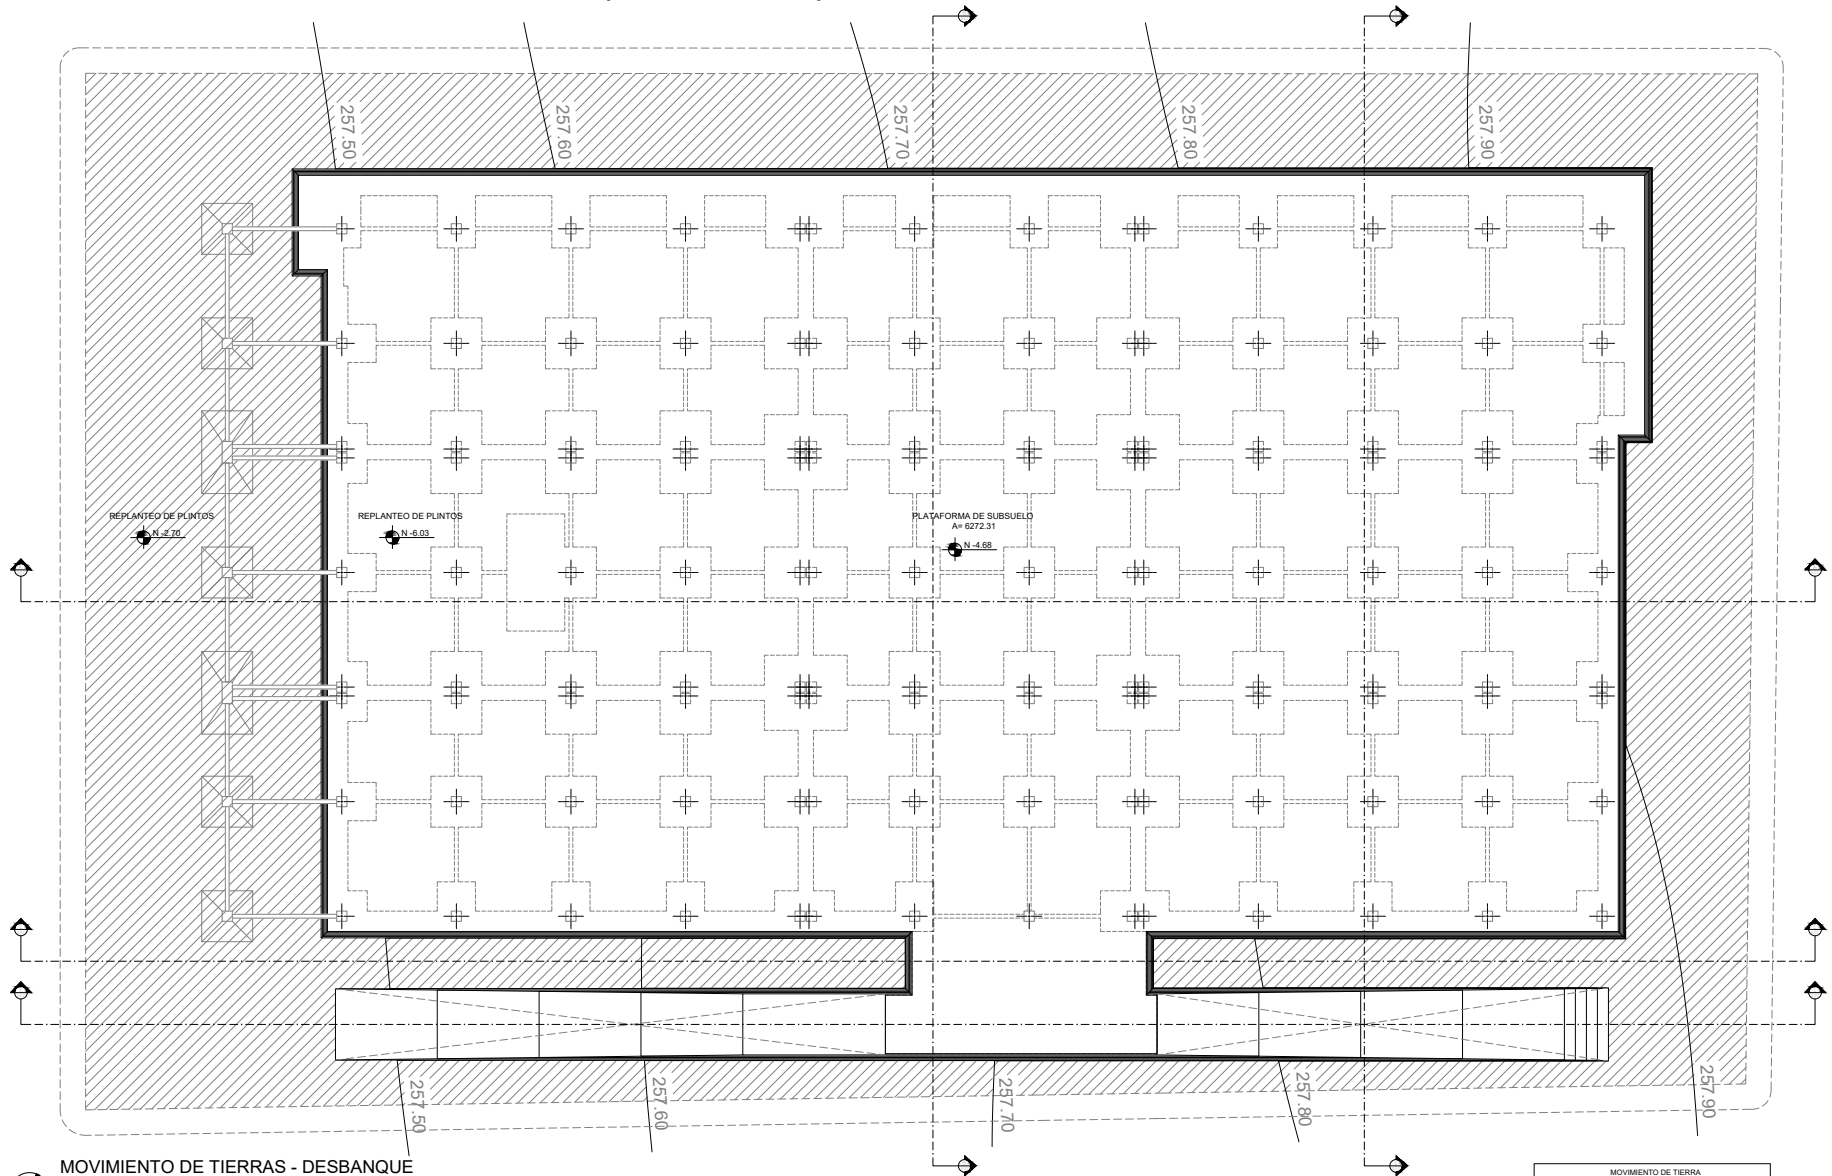 257.50
257.60
257.70
257.80
257.90
REPLANTEO DE PLINTOS
N -2.70
REPLANTEO DE PLINTOS
N -6.03
PLATAFORMA DE SUBSUELO
A= 6272.31
N -4.68
257.50
257.60
257.70
257.80
257.90
MOVIMIENTO DE TIERRAS - DESBANQUE
MOVIMIENTO DE TIERRA